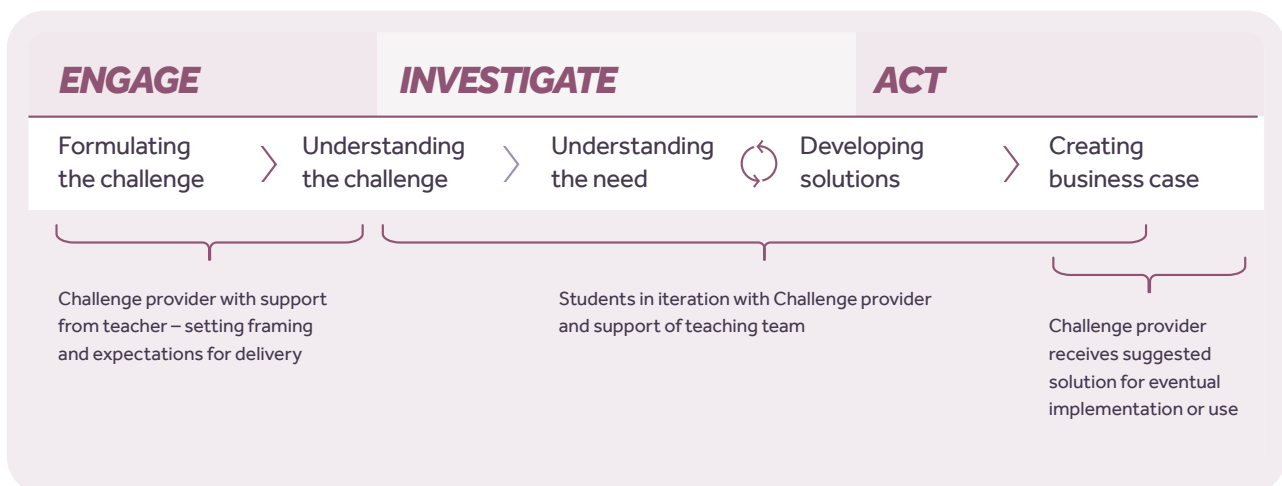 ENGAGE
INVESTIGATE
ACT
Formulating
the challenge
Understanding
the challenge
Understanding
the need
Developing
solutions
Creating
business case
Challenge provider with support
from teacher – setting framing
and expectations for delivery
Students in iteration with Challenge provider
and support of teaching team
Challenge provider
receives suggested
solution for eventual
implementation or use